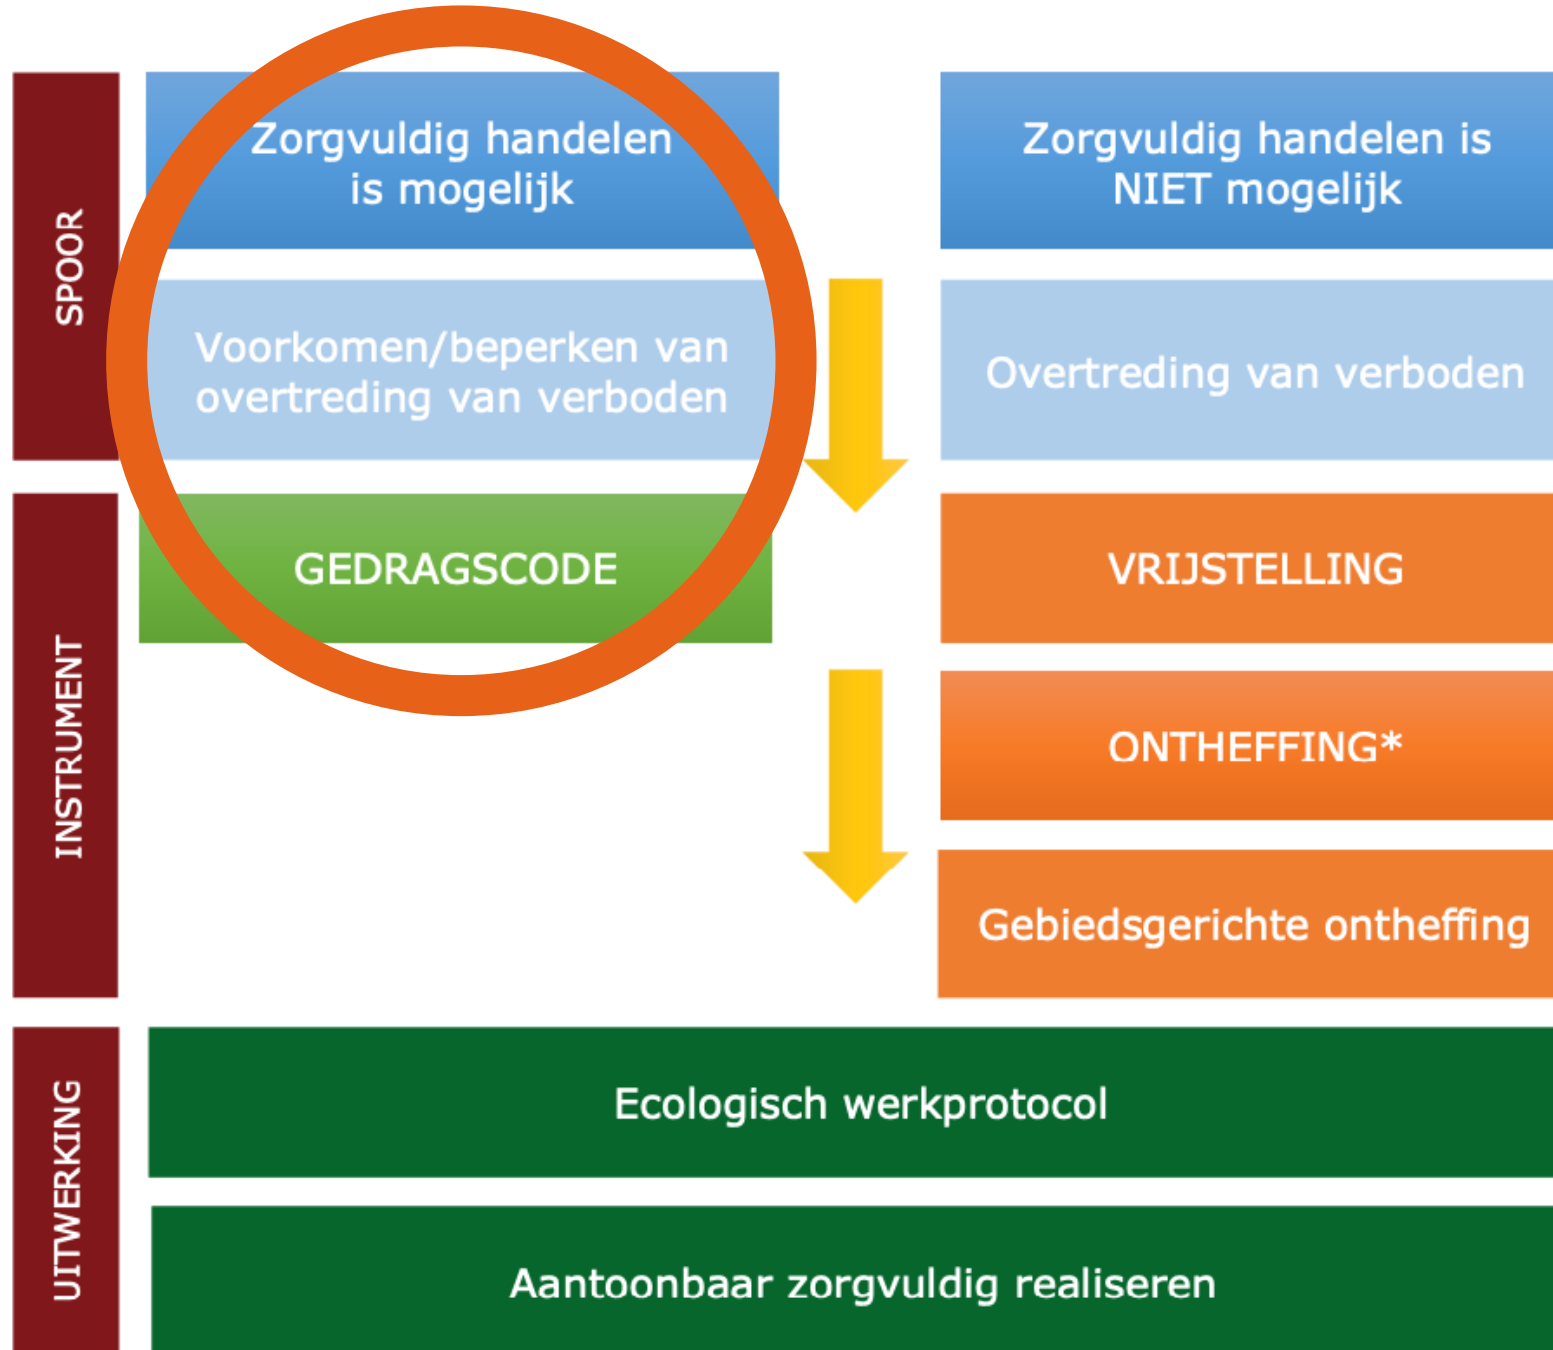 SPOOR
Zorgvuldig handelen
is mogelijk
Zorgvuldig handelen is
NIET mogelijk
Voorkomen/beperken van
overtreding van verboden
Overtreding van verboden
INSTRUMENT
GEDRAGSCODE
VRIJSTELLING
ONTHEFFING*
Gebiedsgerichte ontheffing
UITWERKING
Ecologisch werkprotocol
Aantoonbaar zorgvuldig realiseren